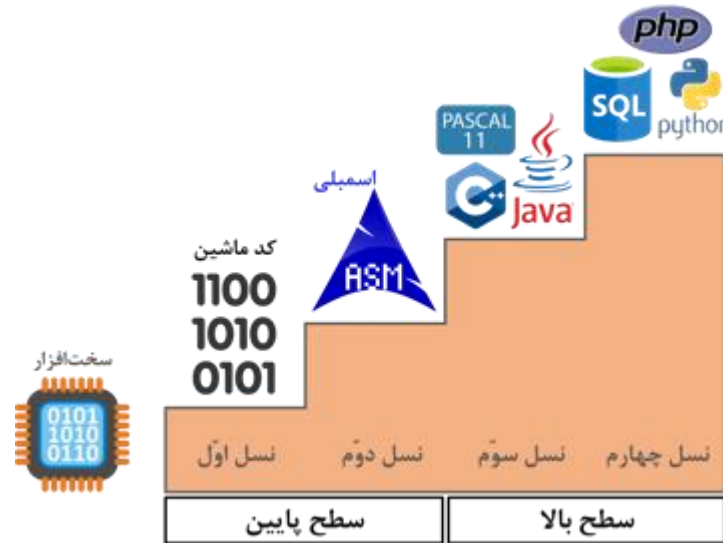 php
SQL
python
PASCAL
11
C++
Java
اسمبلی
ASM
کد ماشین
1100
1010
0101
سخت‌افزار
0101
1010
0110
نسل اوّل
نسل دوّم
نسل سوّم
نسل چهارم
سطح پایین
سطح بالا